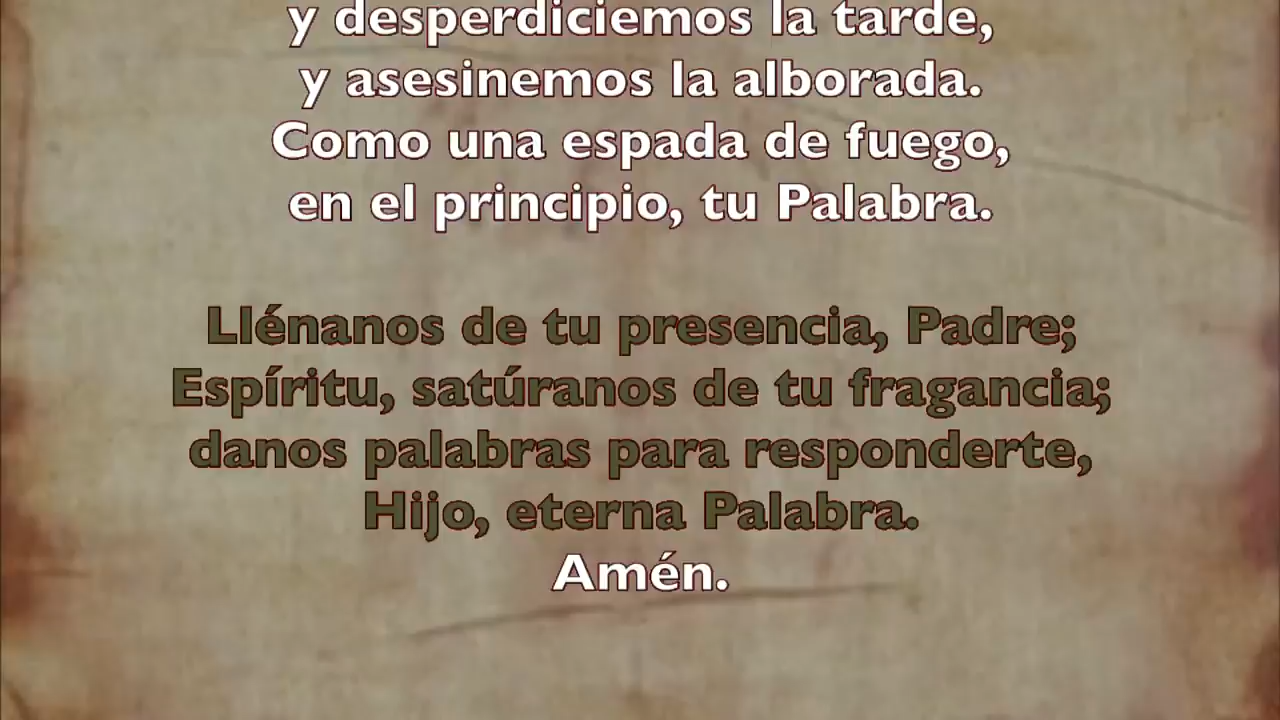 y desperdiciemos la tarde,
y asesinemos la alborada.
Como una espada de fuego,
en el principio, tu Palabra.
Llénanos de tu presencia, Padre;
Espíritu, satúranos de tu fragancia;
danos palabras para responderte,
Hijo, eterna Palabra.
Amén.